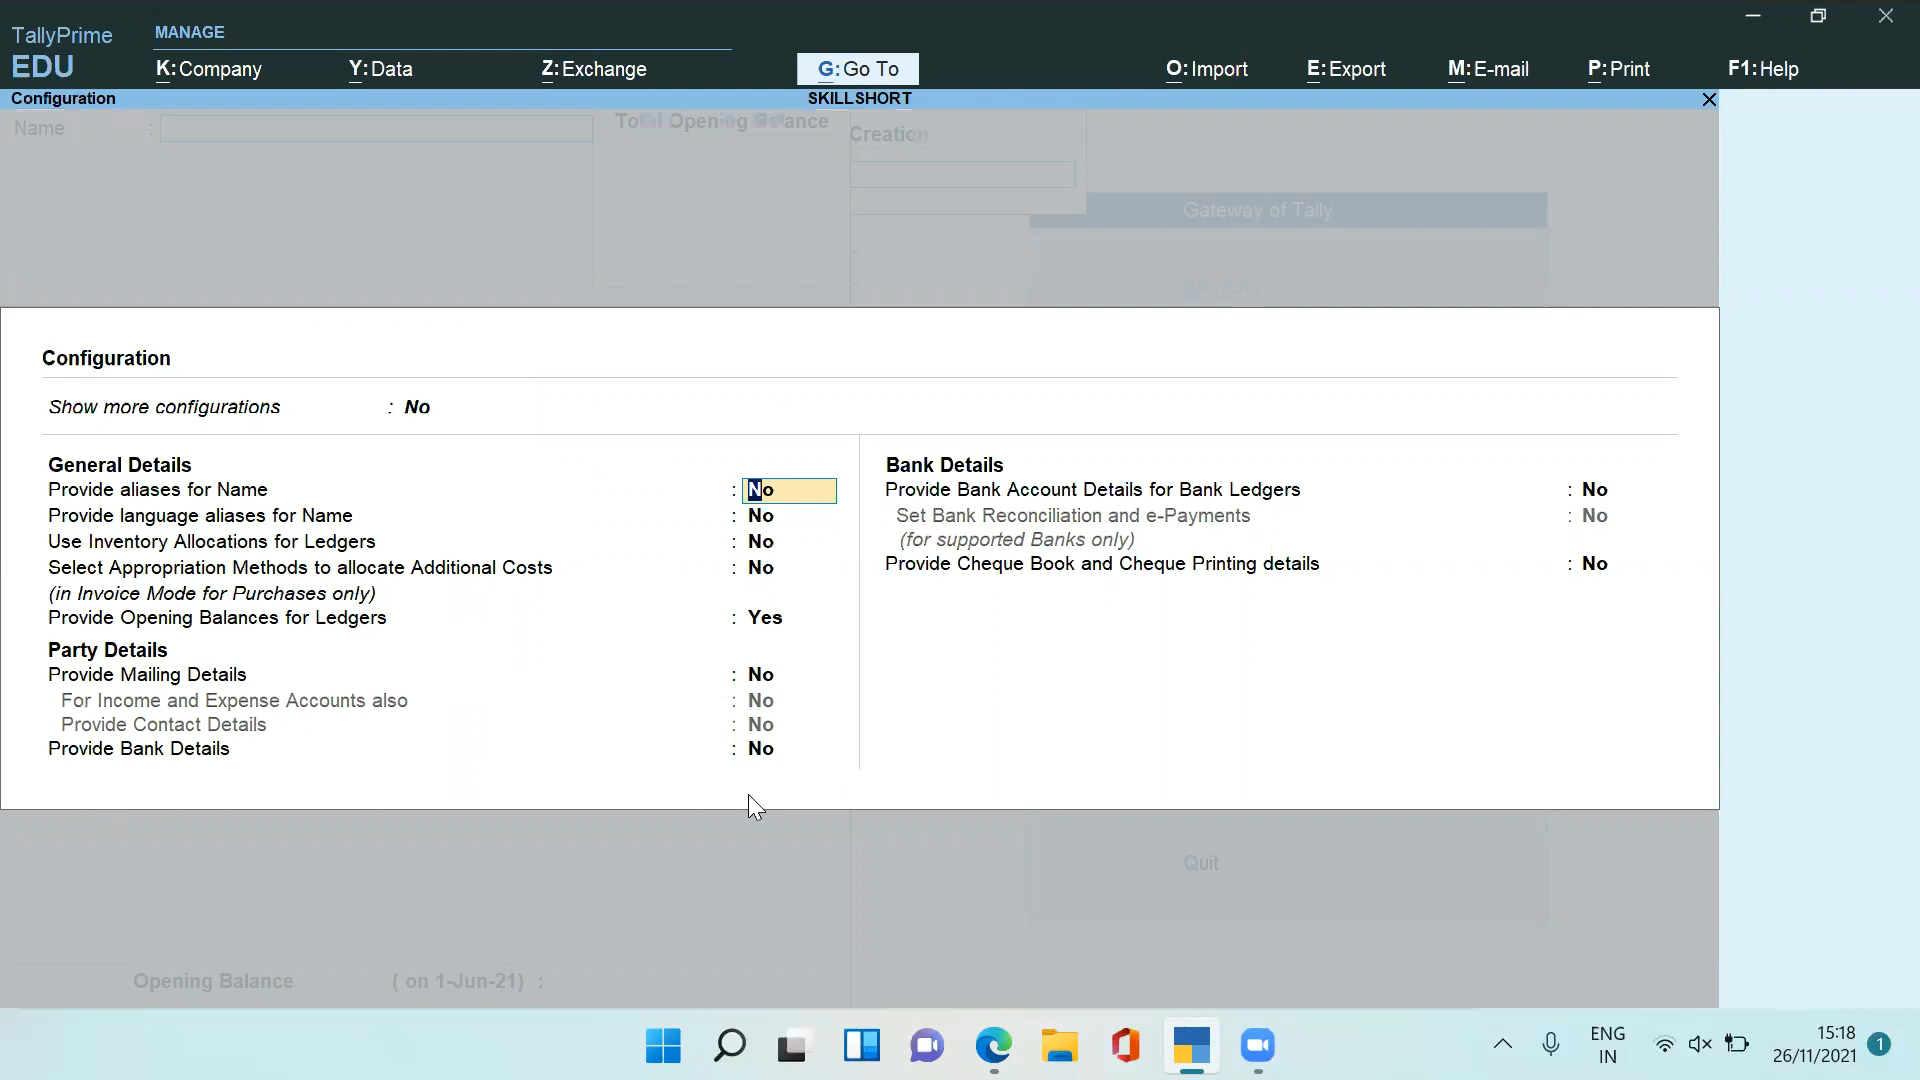 TallyPrime
EDU
MANAGE
K:Company
Y:Data
Z:Exchange
G:Go To
O:Import
E:Export
M:E-mail
P:Print
F1:Help
Configuration
SKILLSHORT
Name :
Total Opening Balance
Creation
Gateway of Tally
Configuration
Show more configurations : No
General Details
Provide aliases for Name : No
Provide language aliases for Name : No
Use Inventory Allocations for Ledgers : No
Select Appropriation Methods to allocate Additional Costs : No
(in Invoice Mode for Purchases only)
Provide Opening Balances for Ledgers : Yes
Party Details
Provide Mailing Details : No
For Income and Expense Accounts also : No
Provide Contact Details : No
Provide Bank Details : No
Bank Details
Provide Bank Account Details for Bank Ledgers : No
Set Bank Reconciliation and e-Payments : No
(for supported Banks only)
Provide Cheque Book and Cheque Printing details : No
Quit
Opening Balance ( on 1-Jun-21) :
ENG
IN
15:18
26/11/2021
1